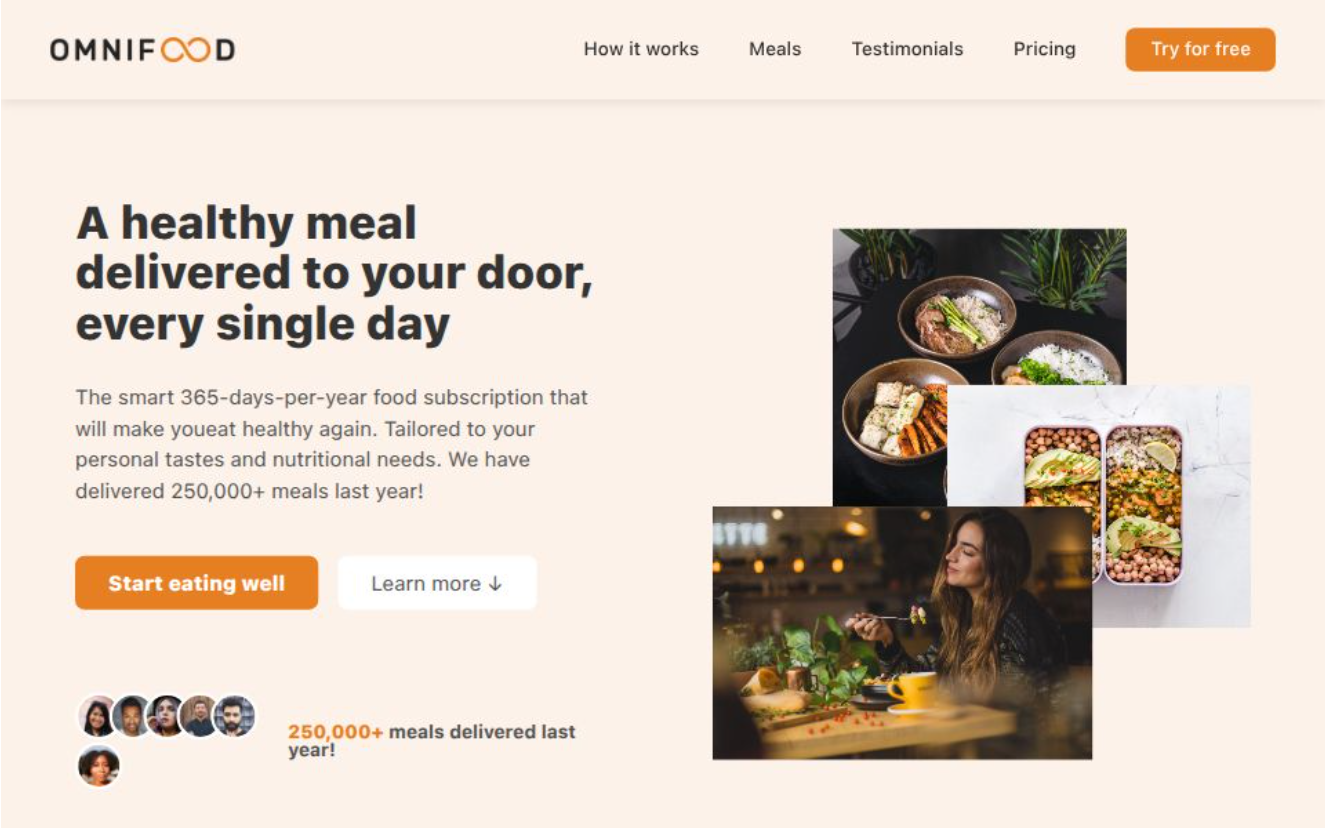 OMNIFOOD
How it works
Meals
Testimonials
Pricing
Try for free
A healthy meal
delivered to your door,
every single day
The smart 365-days-per-year food subscription that
will make youeat healthy again. Tailored to your
personal tastes and nutritional needs. We have
delivered 250,000+ meals last year!
Start eating well
Learn more ↓
250,000+ meals delivered last
year!